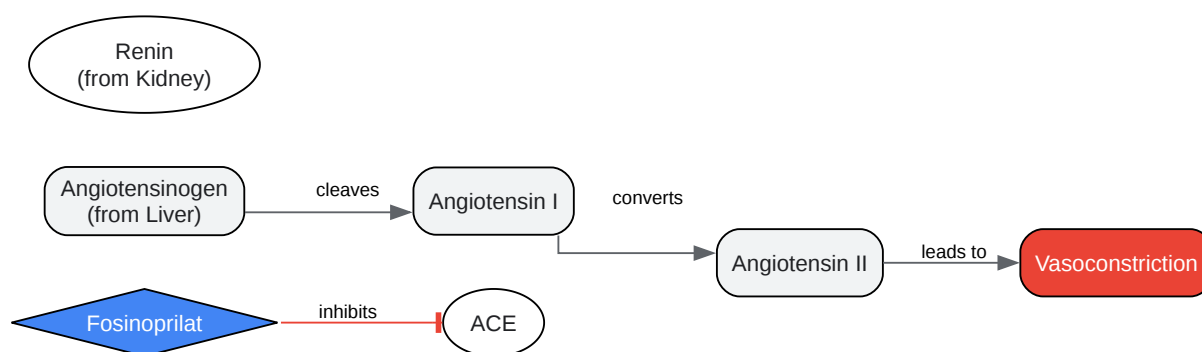 Renin
(from Kidney)
Angiotensinogen
(from Liver)
cleaves
Angiotensin I
converts
Angiotensin II
leads to
Vasoconstriction
Fosinoprilat
inhibits
ACE